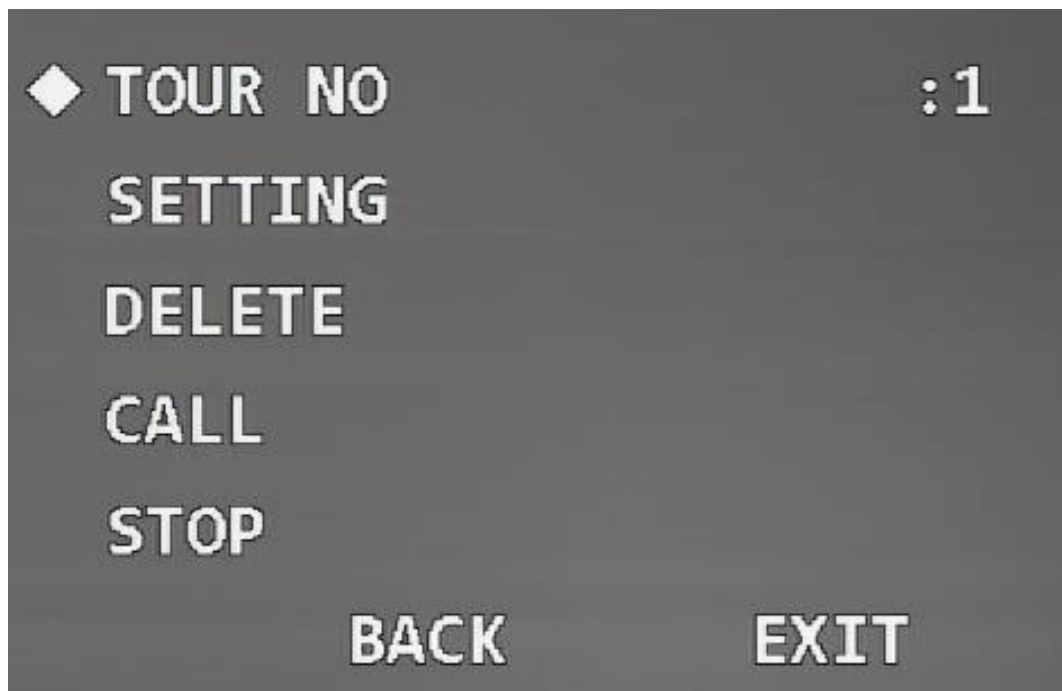 TOUR NO :1
SETTING
DELETE
CALL
STOP
BACK EXIT